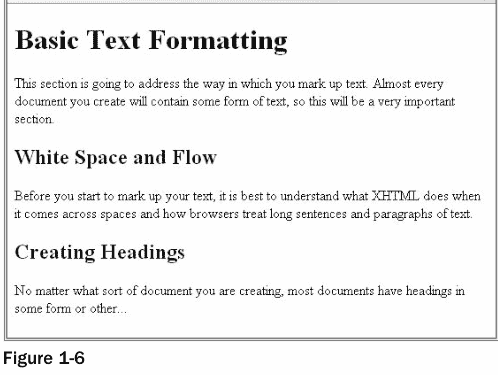 Basic Text Formatting
This section is going to address the way in which you mark up text. Almost every
document you create will contain some form of text, so this will be a very important
section.
White Space and Flow
Before you start to mark up your text, it is best to understand what XHTML does when
it comes across spaces and how browsers treat long sentences and paragraphs of text.
Creating Headings
No matter what sort of document you are creating, most documents have headings in
some form or other...
Figure 1-6